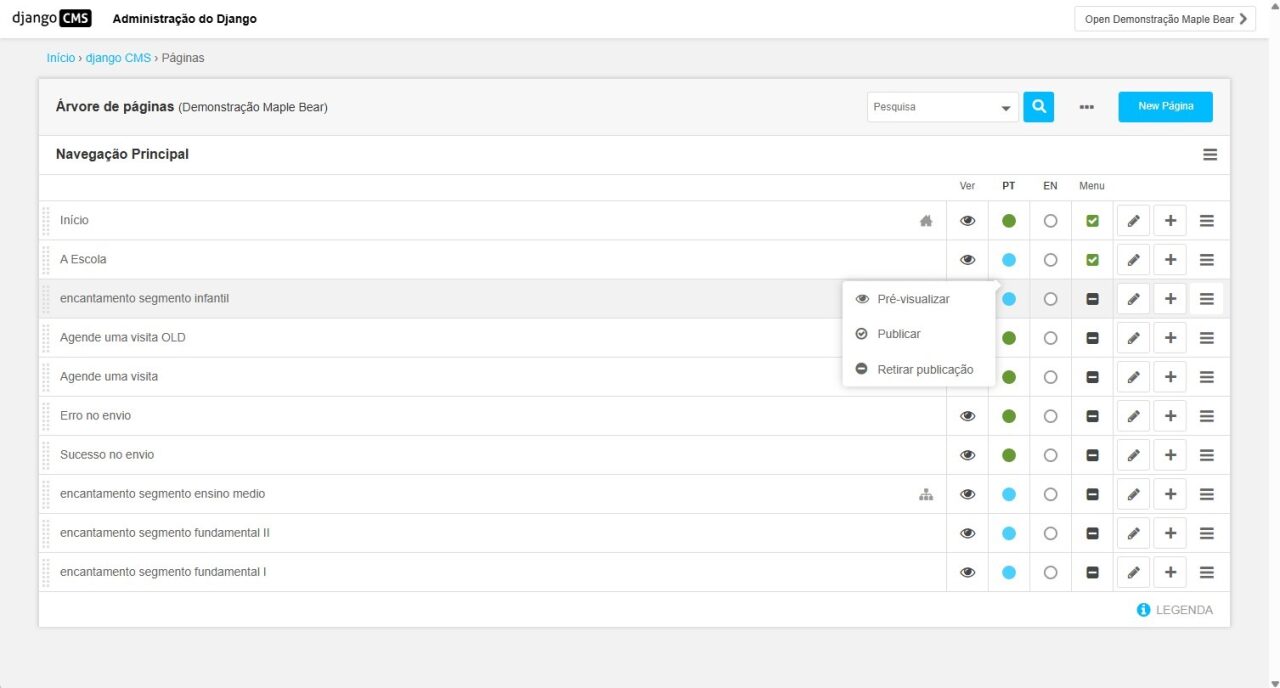 django CMS Administração do Django Open Demonstração Maple Bear
Início › django CMS › Páginas
Árvore de páginas (Demonstração Maple Bear) Pesquisa New Página
Navegação Principal
Ver PT EN Menu
Início
A Escola
encantamento segmento infantil Pré-visualizar
Agende uma visita OLD Publicar
Agende uma visita Retirar publicação
Erro no envio
Sucesso no envio
encantamento segmento ensino medio
encantamento segmento fundamental II
encantamento segmento fundamental I
LEGENDA